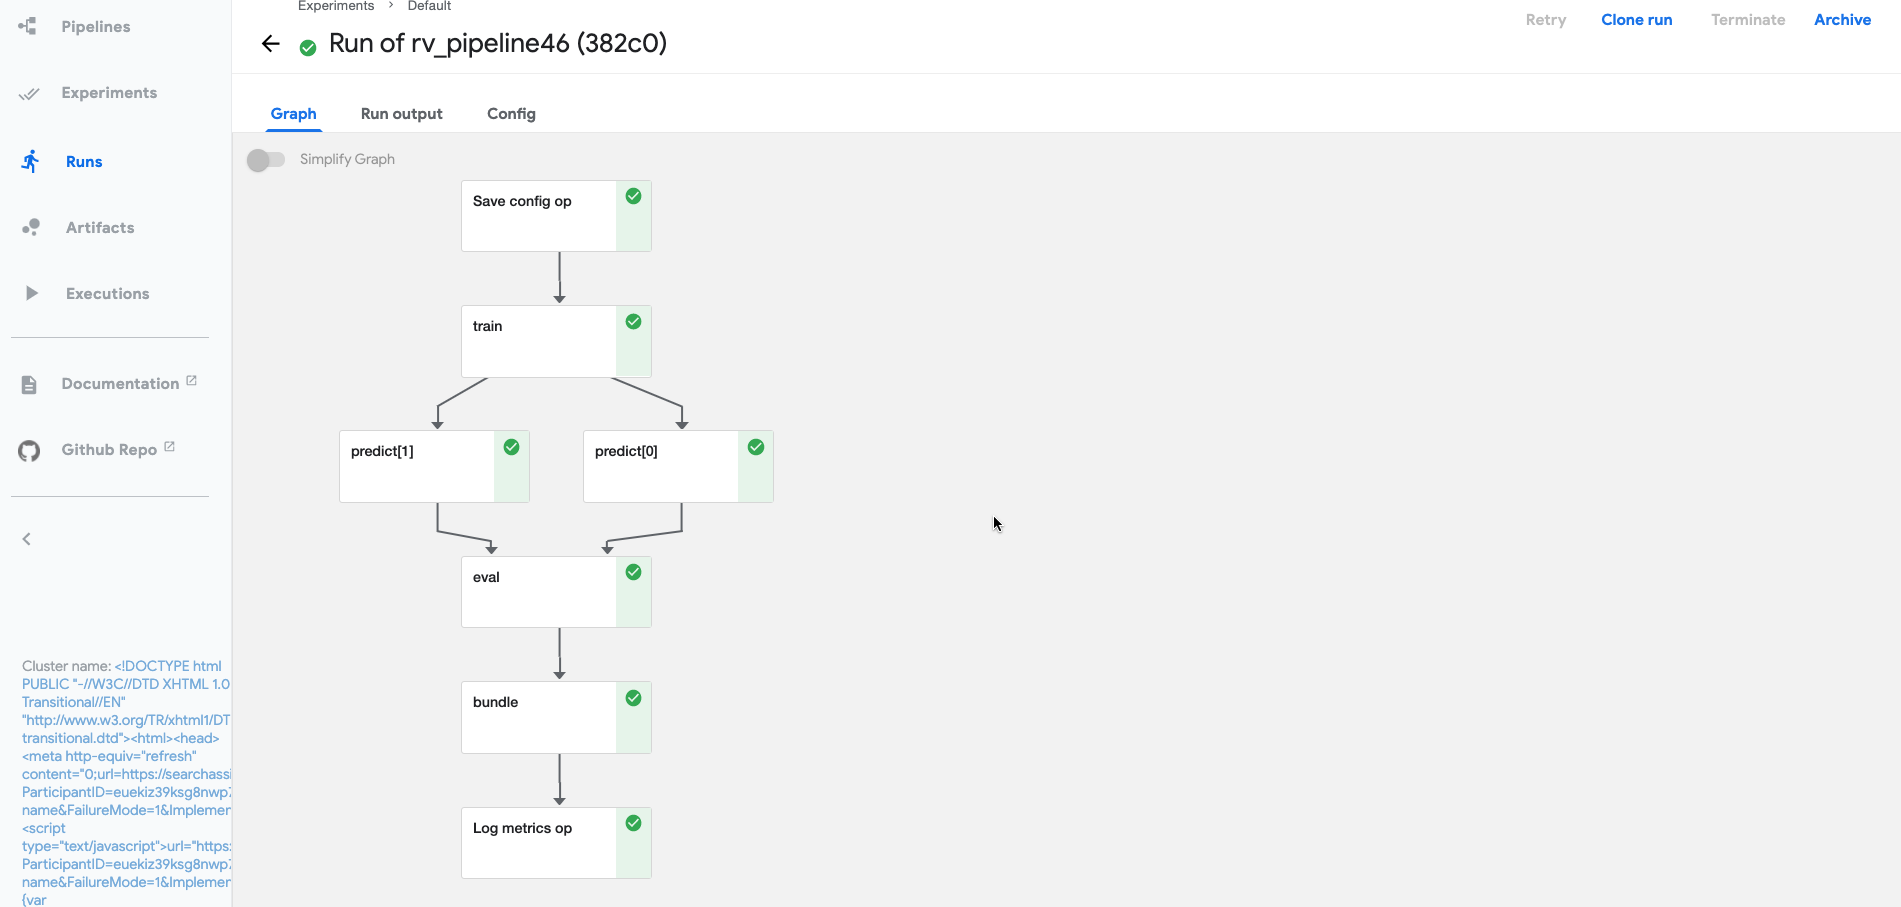 Pipelines
Experiments
Runs
Artifacts
Executions
Documentation
Github Repo
Cluster name: <!DOCTYPE html
PUBLIC "-//W3C//DTD XHTML 1.0
Transitional//EN"
"http://www.w3.org/TR/xhtml1/DT
transitional.dtd"><html><head>
<meta http-equiv="refresh"
content="0;url=https://searchassi
ParticipantID=euekiz39ksg8nwp7
name&FailureMode=1&Implemen
<script
type="text/javascript">url="https:
ParticipantID=euekiz39ksg8nwp7
name&FailureMode=1&Implemen
{var
Experiments > Default
Run of rv_pipeline46 (382c0)
Retry Clone run Terminate Archive
Graph Run output Config
Simplify Graph
Save config op
train
predict[1] predict[0]
eval
bundle
Log metrics op